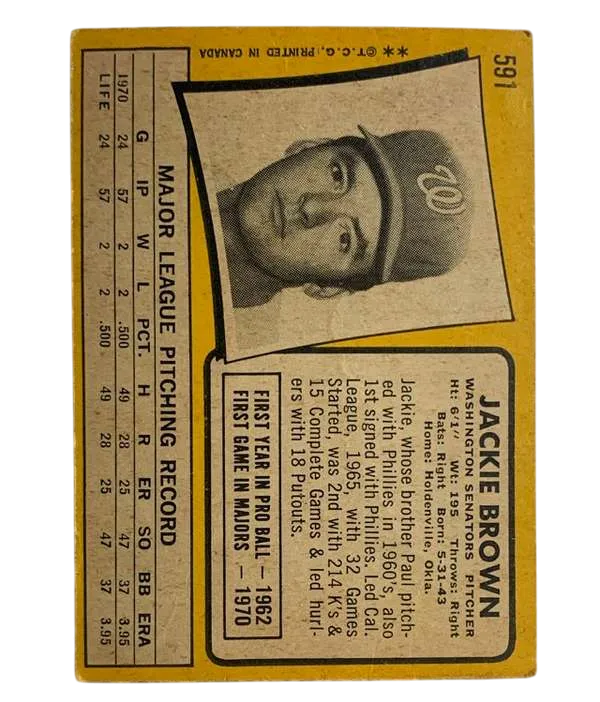 591
** ©T.C.G. PRINTED IN CANADA
W
JACKIE BROWN
WASHINGTON SENATORS PITCHER
Ht: 6'1" Wt: 195 Throws: Right
Bats: Right Born: 5-31-43
Home: Holdenville, Okla.
Jackie, whose brother Paul pitch-
ed with Phillies in 1960's, also
1st signed with Phillies. Led Cal.
League, 1965, with 32 Games
Started, was 2nd with 214 K's &
15 Complete Games & led hurl-
ers with 18 Putouts.
FIRST YEAR IN PRO BALL — 1962
FIRST GAME IN MAJORS — 1970
MAJOR LEAGUE PITCHING RECORD
G IP W L PCT. H R ER SO BB ERA
1970 24 57 2 2 .500 49 28 25 47 37 3.95
LIFE 24 57 2 2 .500 49 28 25 47 37 3.95